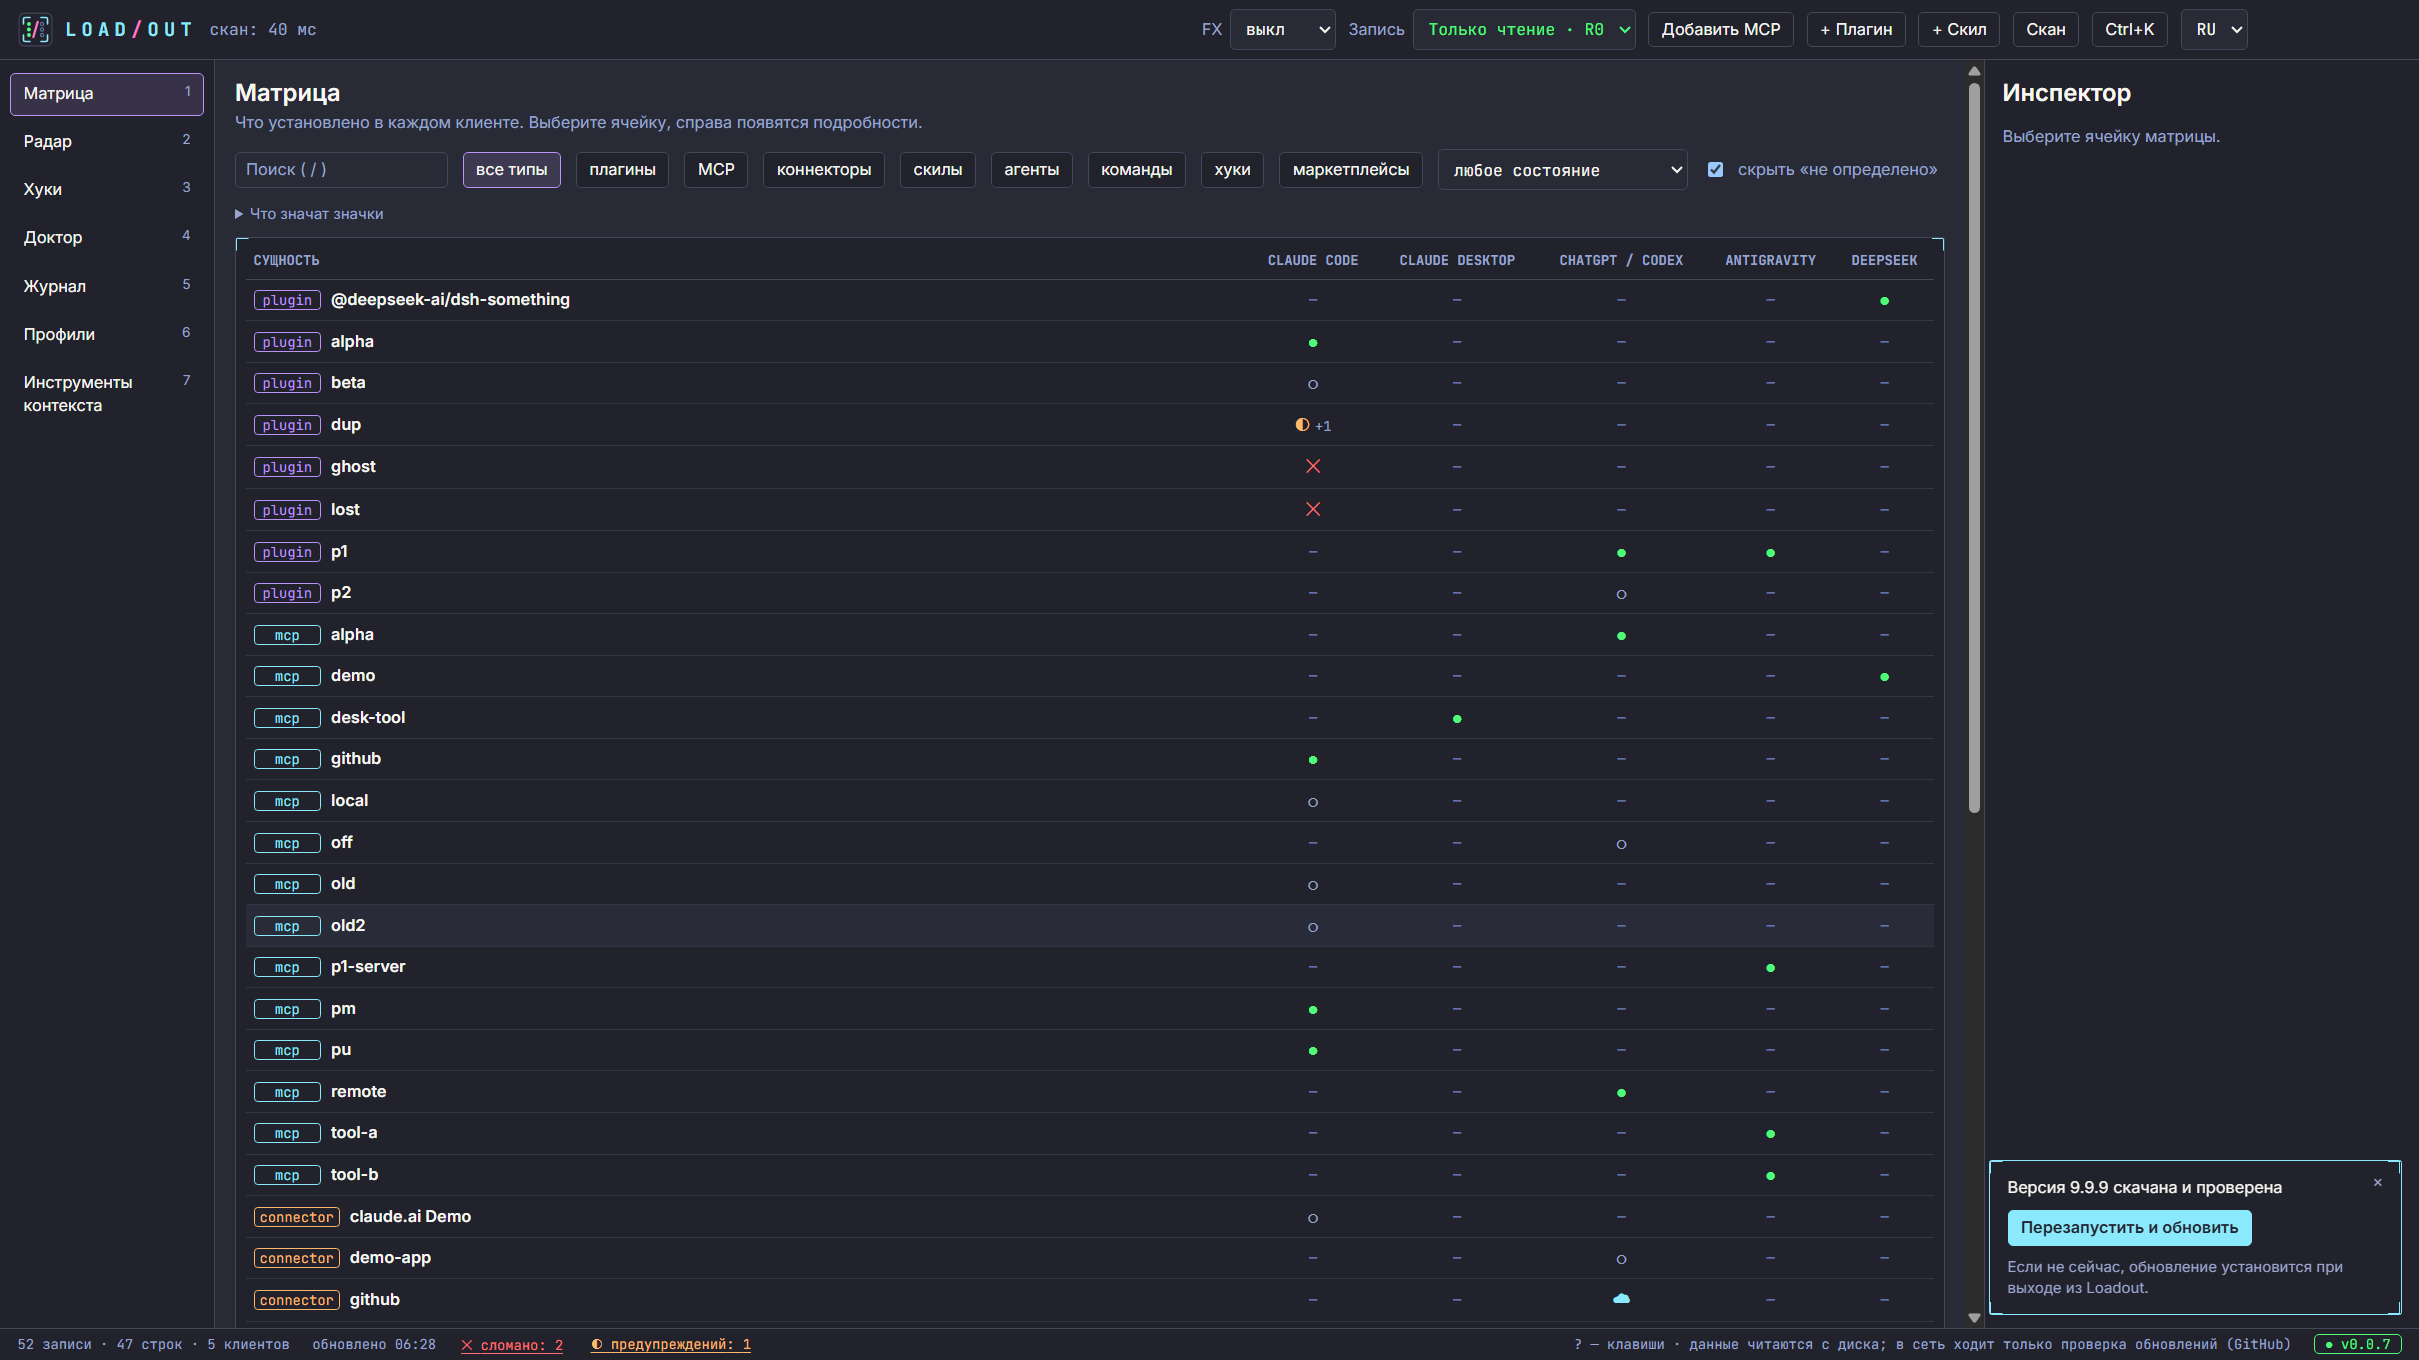 LOAD/OUT скан: 40 мс FX выкл Запись Только чтение · R0 Добавить MCP + Плагин + Скил Скан Ctrl+K RU
Матрица 1
Радар 2
Хуки 3
Доктор 4
Журнал 5
Профили 6
Инструменты контекста 7
Матрица
Что установлено в каждом клиенте. Выберите ячейку, справа появятся подробности.
Поиск ( / ) все типы плагины MCP коннекторы скилы агенты команды хуки маркетплейсы любое состояние скрыть «не определено»
▶ Что значат значки
СУЩНОСТЬ CLAUDE CODE CLAUDE DESKTOP CHATGPT / CODEX ANTIGRAVITY DEEPSEEK
plugin @deepseek-ai/dsh-something – – – – ●
plugin alpha ● – – – –
plugin beta ○ – – – –
plugin dup ◐ +1 – – – –
plugin ghost ✕ – – – –
plugin lost ✕ – – – –
plugin p1 – – ● ● –
plugin p2 – – ○ – –
mcp alpha – – ● – –
mcp demo – – – – ●
mcp desk-tool – ● – – –
mcp github ● – – – –
mcp local ○ – – – –
mcp off – – ○ – –
mcp old ○ – – – –
mcp old2 ○ – – – –
mcp p1-server – – – ● –
mcp pm ● – – – –
mcp pu ● – – – –
mcp remote – – ● – –
mcp tool-a – – – ● –
mcp tool-b – – – ● –
connector claude.ai Demo ○ – – – –
connector demo-app – – ○ – –
connector github – – ☁ – –
Инспектор
Выберите ячейку матрицы.
Версия 9.9.9 скачана и проверена ×
Перезапустить и обновить
Если не сейчас, обновление установится при
выходе из Loadout.
52 записи · 47 строк · 5 клиентов обновлено 06:28 ✕ сломано: 2 ◐ предупреждений: 1 ? — клавиши · данные читаются с диска; в сеть ходит только проверка обновлений (GitHub) ● v0.0.7